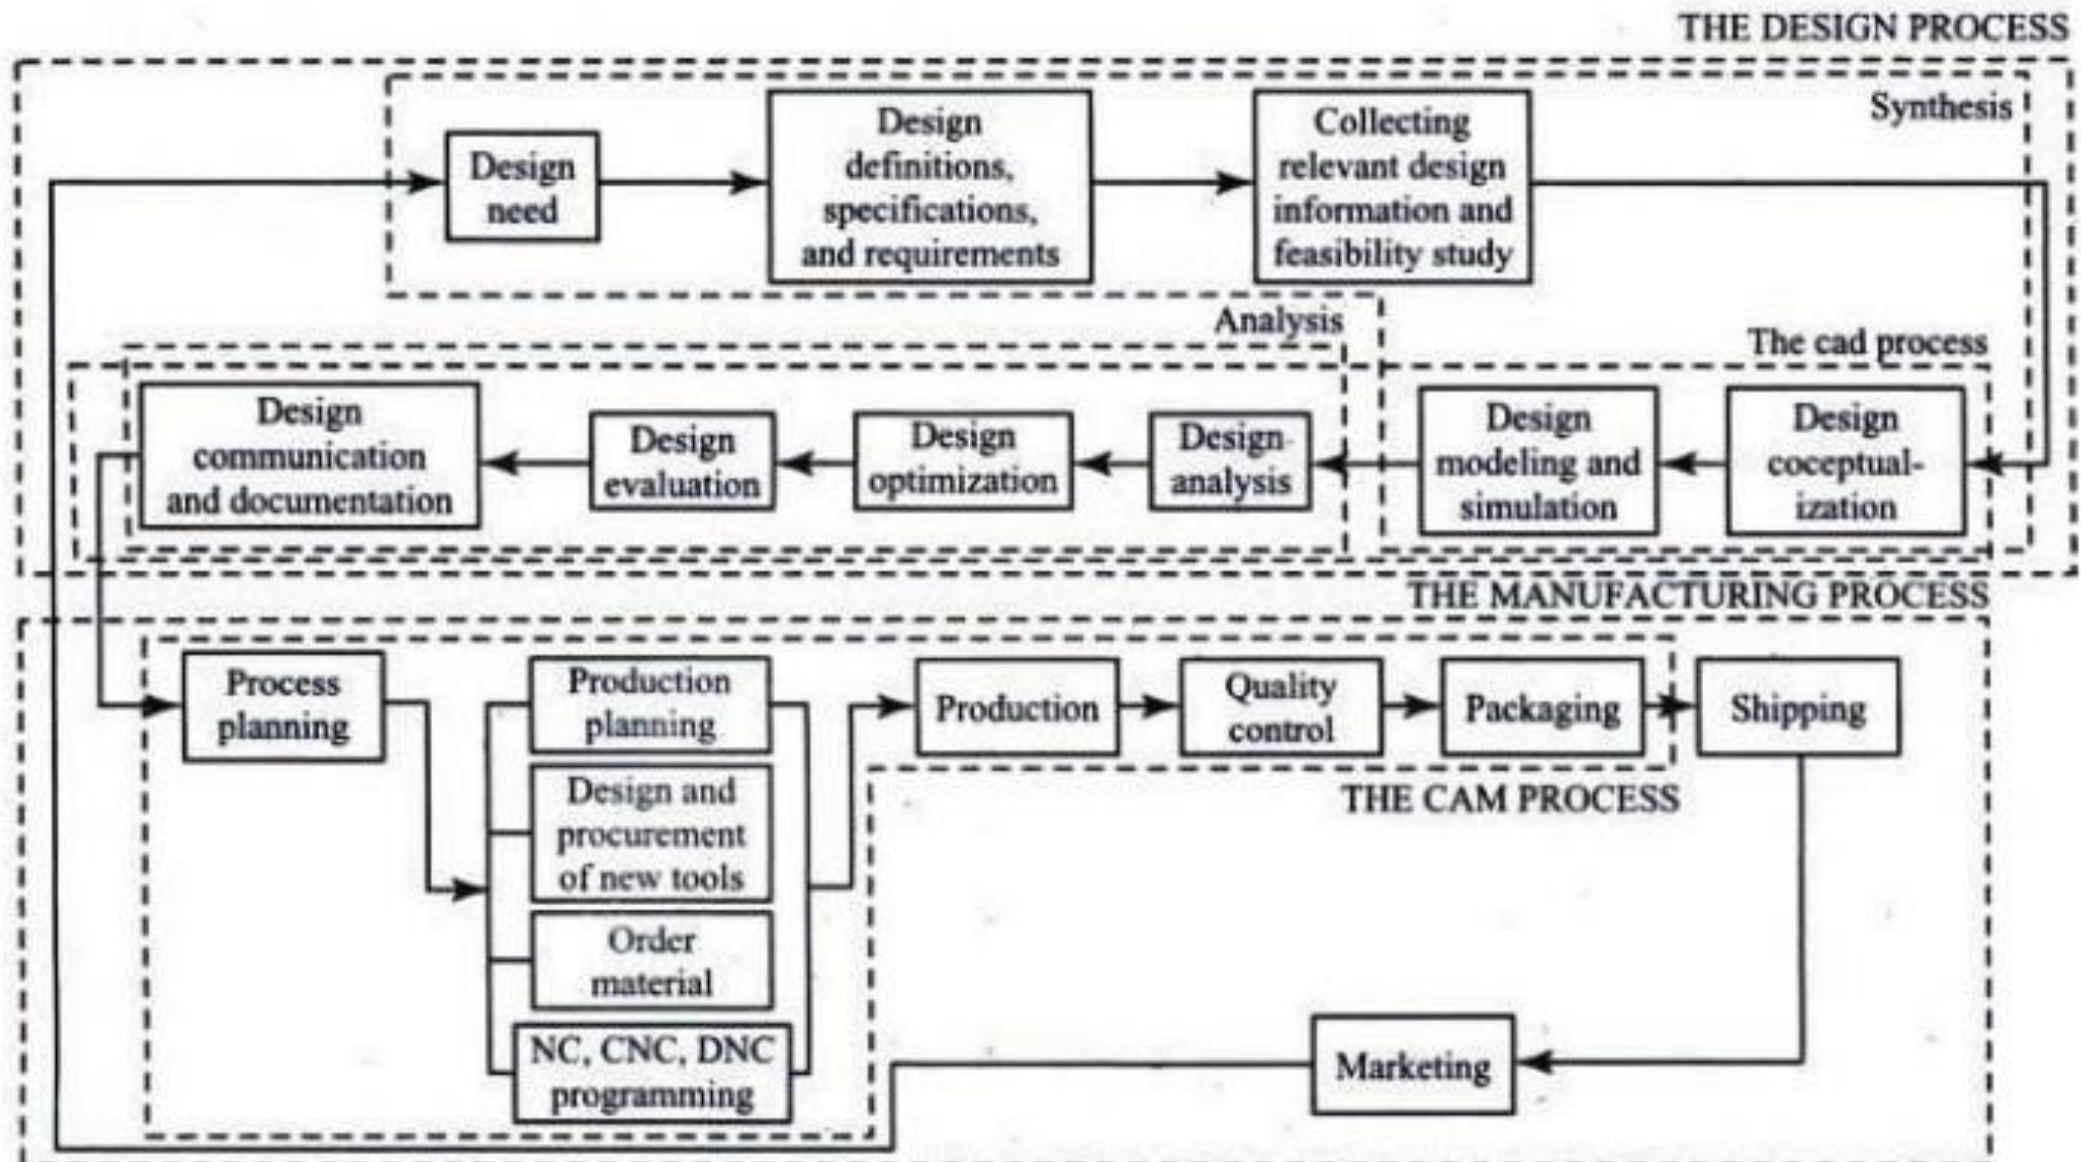 THE DESIGN PROCESS
Synthesis
Design
need
Design
definitions,
specifications,
and requirements
Collecting
relevant design
information and
feasibility study
Analysis
The cad process
Design
communication
and documentation
Design
evaluation
Design
optimization
Design
analysis
Design
modeling and
simulation
Design
coceptual-
ization
THE MANUFACTURING PROCESS
Process
planning
Production
planning
Design and
procurement
of new tools
Order
material
NC, CNC, DNC
programming
Production
Quality
control
Packaging
Shipping
THE CAM PROCESS
Marketing